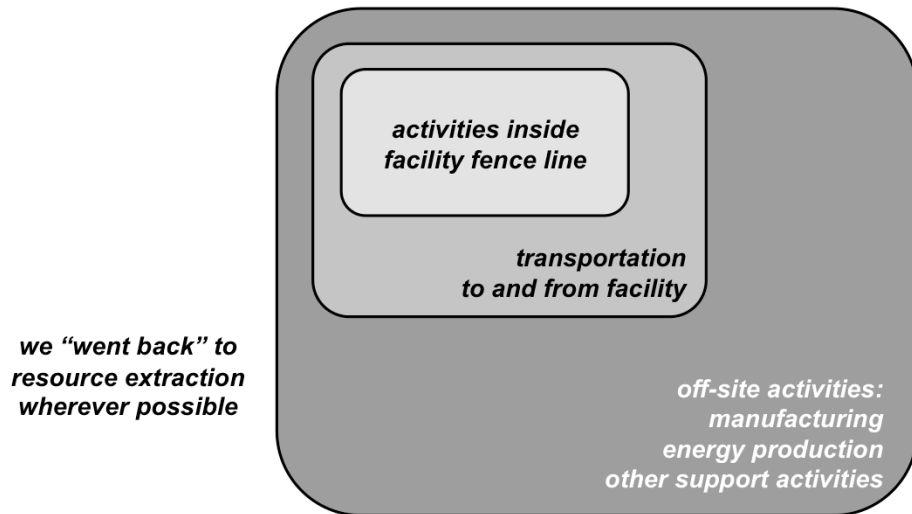 activities inside
facility fence line
transportation
to and from facility
we “went back” to
resource extraction
wherever possible
off-site activities:
manufacturing
energy production
other support activities